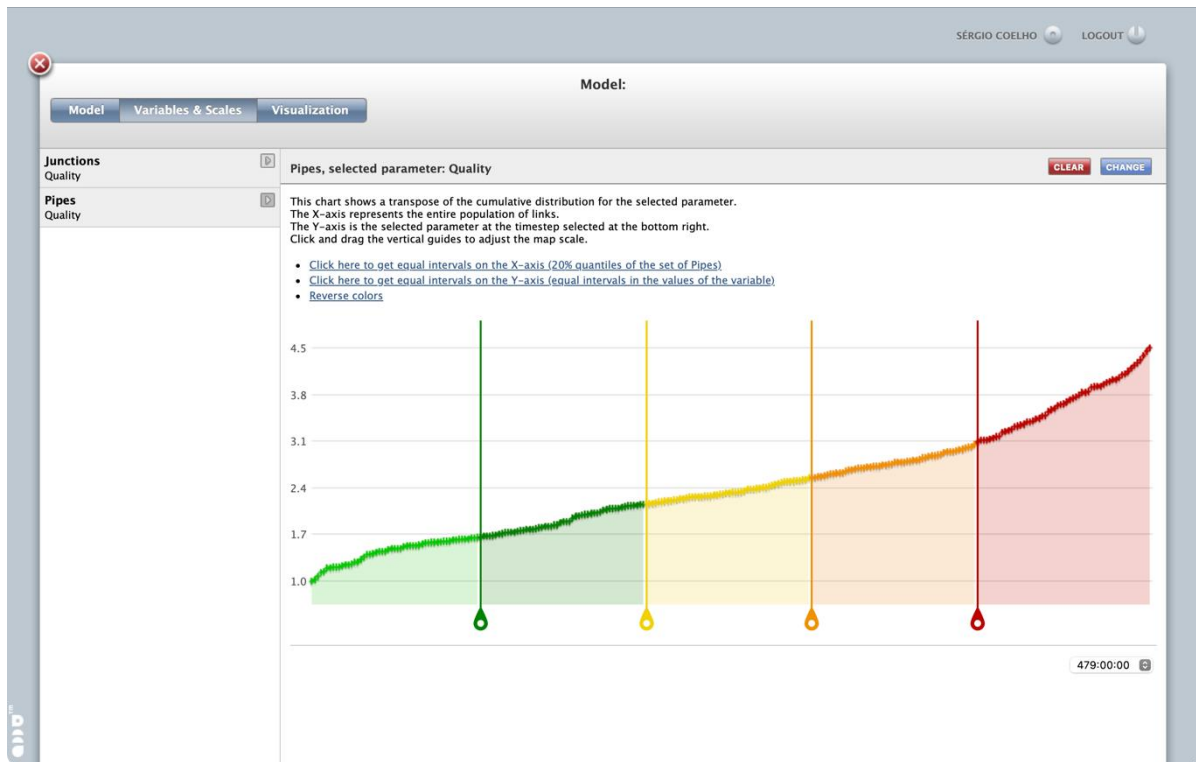 SÉRGIO COELHO LOGOUT
Model:
Model Variables & Scales Visualization
Junctions
Quality
Pipes
Quality
Pipes, selected parameter: Quality
CLEAR CHANGE
This chart shows a transpose of the cumulative distribution for the selected parameter.
The X-axis represents the entire population of links.
The Y-axis is the selected parameter at the timestep selected at the bottom right.
Click and drag the vertical guides to adjust the map scale.
• Click here to get equal intervals on the X-axis (20% quantiles of the set of Pipes)
• Click here to get equal intervals on the Y-axis (equal intervals in the values of the variable)
• Reverse colors
4.5
3.8
3.1
2.4
1.7
1.0
479:00:00